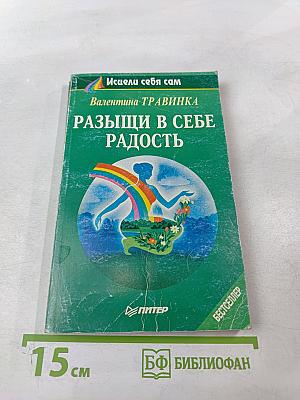 Исцели себя сам
Валентина ТРАВИНКА
РАЗЫЩИ В СЕБЕ
РАДОСТЬ
ПИТЕР
БЕСТСЕЛЛЕР
15 см
БФ БИБЛИОФАН